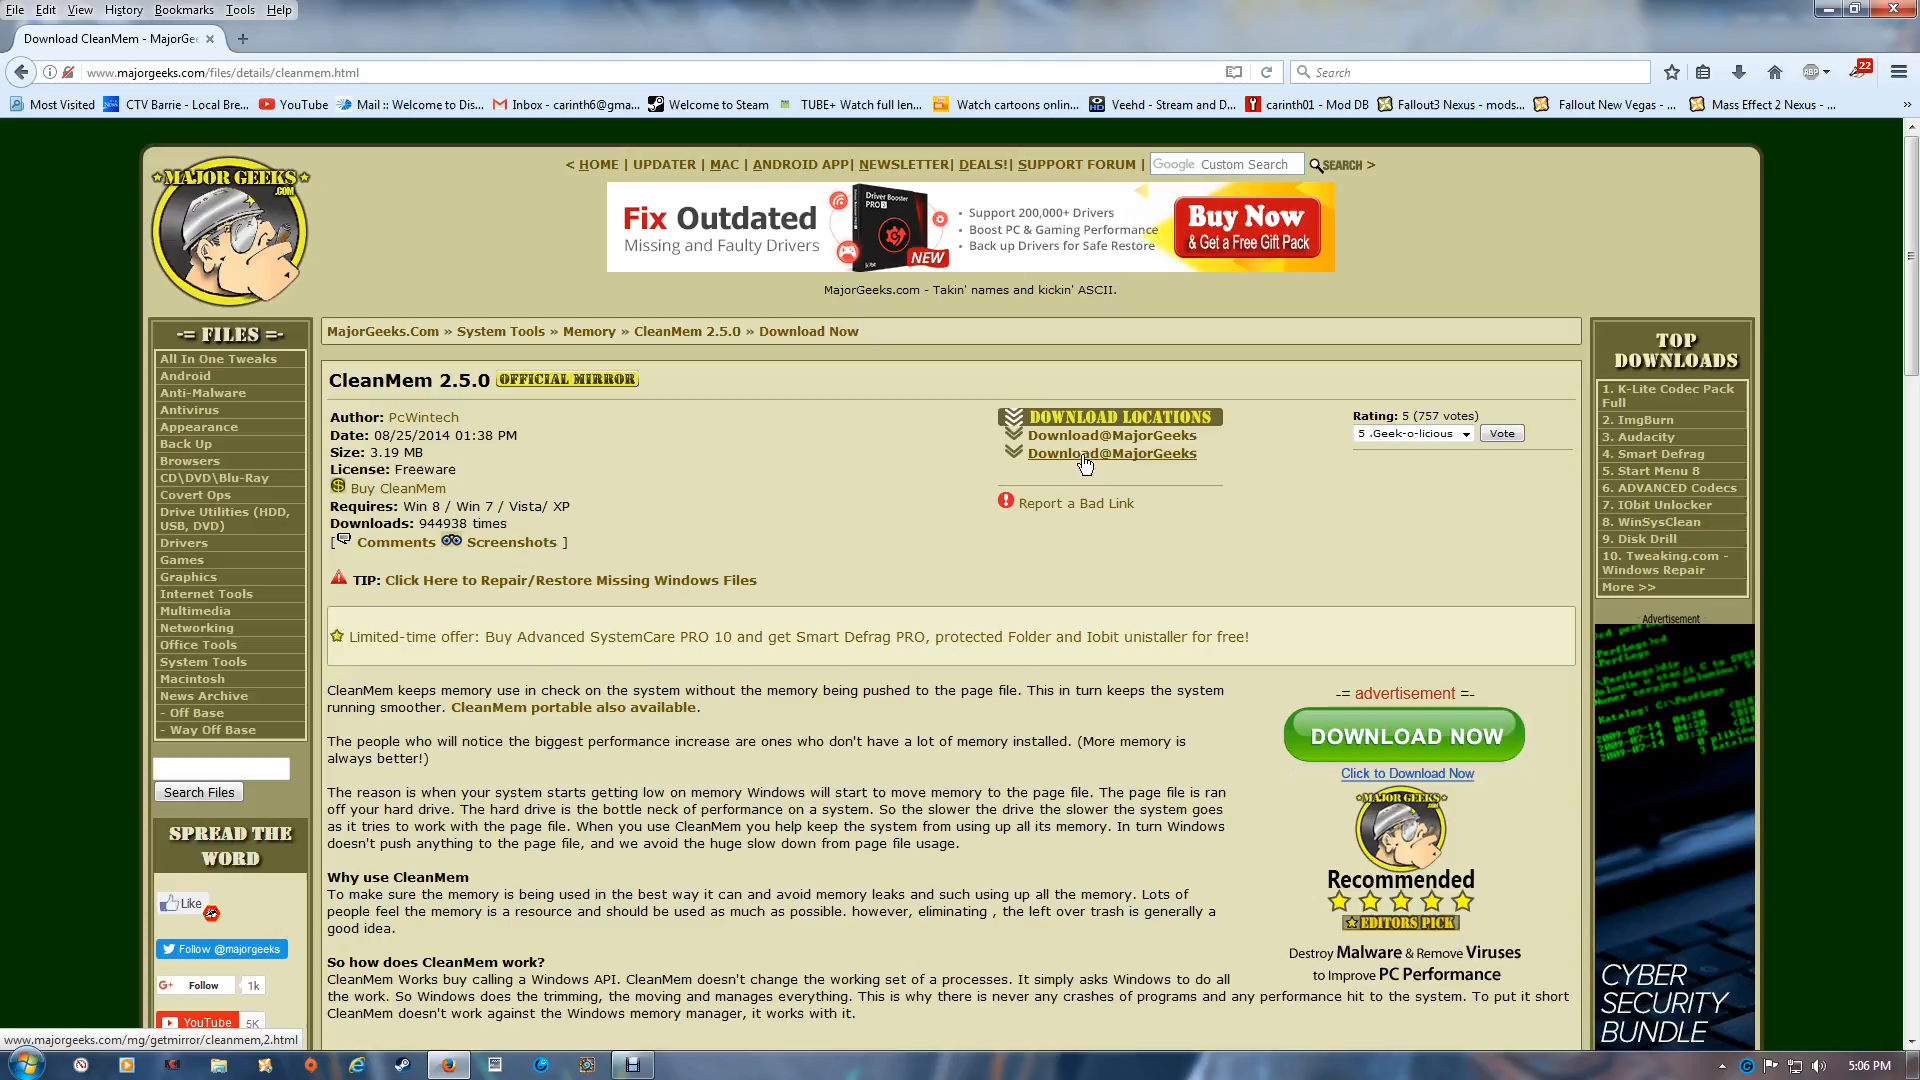 File Edit View History Bookmarks Tools Help
Download CleanMem - MajorGe
www.majorgeeks.com/files/details/cleanmem.html
Search
ABP
22
Most Visited CTV Barrie - Local Bre... YouTube Mail :: Welcome to Dis... Inbox - carinth6@gma... Welcome to Steam TUBE+ Watch full len... Watch cartoons onlin... Veehd - Stream and D... carinth01 - Mod DB Fallout3 Nexus - mods... Fallout New Vegas - ... Mass Effect 2 Nexus - ...
MAJOR GEEKS
.COM
< HOME | UPDATER | MAC | ANDROID APP| NEWSLETTER| DEALS!| SUPPORT FORUM | Google Custom Search SEARCH >
Fix Outdated
Missing and Faulty Drivers
Driver Booster
PRO 3
NEW
• Support 200,000+ Drivers
• Boost PC & Gaming Performance
• Back up Drivers for Safe Restore
Buy Now
& Get a Free Gift Pack
MajorGeeks.com - Takin' names and kickin' ASCII.
-= FILES =-
All In One Tweaks
Android
Anti-Malware
Antivirus
Appearance
Back Up
Browsers
CD\DVD\Blu-Ray
Covert Ops
Drive Utilities (HDD,
USB, DVD)
Drivers
Games
Graphics
Internet Tools
Multimedia
Networking
Office Tools
System Tools
Macintosh
News Archive
- Off Base
- Way Off Base
Search Files
SPREAD THE
WORD
Like
Follow @majorgeeks
G+ Follow 1k
YouTube 5K
MajorGeeks.Com » System Tools » Memory » CleanMem 2.5.0 » Download Now
CleanMem 2.5.0 OFFICIAL MIRROR
Author: PcWintech
Date: 08/25/2014 01:38 PM
Size: 3.19 MB
License: Freeware
Buy CleanMem
Requires: Win 8 / Win 7 / Vista/ XP
Downloads: 944938 times
[ Comments Screenshots ]
DOWNLOAD LOCATIONS
Download@MajorGeeks
Download@MajorGeeks
Report a Bad Link
Rating: 5 (757 votes)
5 .Geek-o-licious Vote
TIP: Click Here to Repair/Restore Missing Windows Files
Limited-time offer: Buy Advanced SystemCare PRO 10 and get Smart Defrag PRO, protected Folder and Iobit unistaller for free!
CleanMem keeps memory use in check on the system without the memory being pushed to the page file. This in turn keeps the system
running smoother. CleanMem portable also available.
The people who will notice the biggest performance increase are ones who don't have a lot of memory installed. (More memory is
always better!)
The reason is when your system starts getting low on memory Windows will start to move memory to the page file. The page file is ran
off your hard drive. The hard drive is the bottle neck of performance on a system. So the slower the drive the slower the system goes
as it tries to work with the page file. When you use CleanMem you help keep the system from using up all its memory. In turn Windows
doesn't push anything to the page file, and we avoid the huge slow down from page file usage.
Why use CleanMem
To make sure the memory is being used in the best way it can and avoid memory leaks and such using up all the memory. Lots of
people feel the memory is a resource and should be used as much as possible. however, eliminating , the left over trash is generally a
good idea.
So how does CleanMem work?
CleanMem Works buy calling a Windows API. CleanMem doesn't change the working set of a processes. It simply asks Windows to do all
the work. So Windows does the trimming, the moving and manages everything. This is why there is never any crashes of programs and any performance hit to the system. To put it short
CleanMem doesn't work against the Windows memory manager, it works with it.
-= advertisement =-
DOWNLOAD NOW
Click to Download Now
MAJOR GEEKS
.COM
Recommended
EDITORS PICK
Destroy Malware & Remove Viruses
to Improve PC Performance
TOP
DOWNLOADS
1. K-Lite Codec Pack
Full
2. ImgBurn
3. Audacity
4. Smart Defrag
5. Start Menu 8
6. ADVANCED Codecs
7. IObit Unlocker
8. WinSysClean
9. Disk Drill
10. Tweaking.com -
Windows Repair
More >>
Advertisement
CYBER
SECURITY
BUNDLE
www.majorgeeks.com/mg/getmirror/cleanmem,2.html
5:06 PM